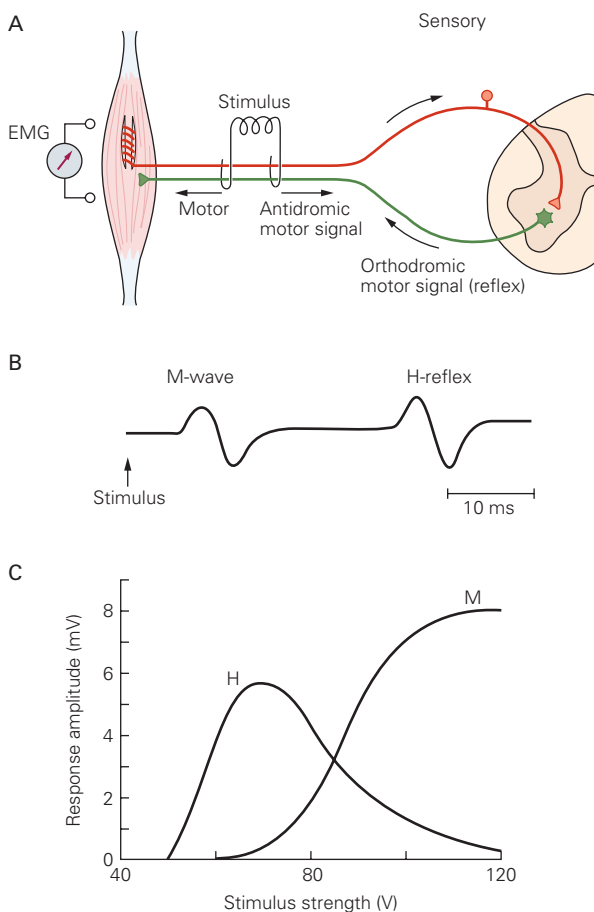 A
Sensory
Stimulus
EMG
Motor
Antidromic
motor signal
Orthodromic
motor signal (reflex)
B
M-wave
H-reflex
Stimulus
10 ms
C
M
8
H
6
4
2
0
40
80
120
Response amplitude (mV)
Stimulus strength (V)